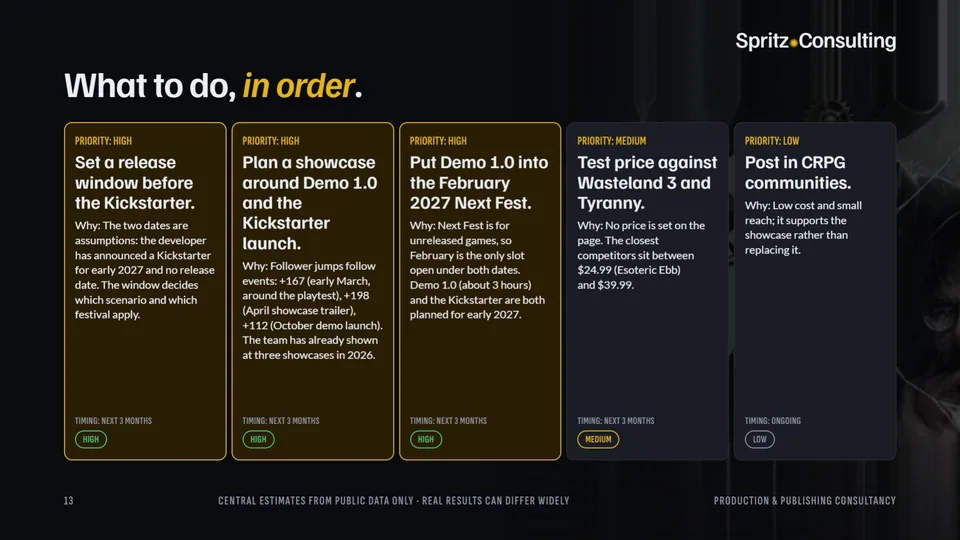 Spritz Consulting
What to do, in order.
PRIORITY: HIGH
Set a release
window before
the Kickstarter.
Why: The two dates are
assumptions: the developer
has announced a Kickstarter
for early 2027 and no release
date. The window decides
which scenario and which
festival apply.
TIMING: NEXT 3 MONTHS
HIGH
PRIORITY: HIGH
Plan a showcase
around Demo 1.0
and the
Kickstarter
launch.
Why: Follower jumps follow
events: +167 (early March,
around the playtest), +198
(April showcase trailer),
+112 (October demo launch).
The team has already shown
at three showcases in 2026.
TIMING: NEXT 3 MONTHS
HIGH
PRIORITY: HIGH
Put Demo 1.0 into
the February
2027 Next Fest.
Why: Next Fest is for
unreleased games, so
February is the only slot
open under both dates.
Demo 1.0 (about 3 hours)
and the Kickstarter are both
planned for early 2027.
TIMING: NEXT 3 MONTHS
HIGH
PRIORITY: MEDIUM
Test price against
Wasteland 3 and
Tyranny.
Why: No price is set on the
page. The closest
competitors sit between
$24.99 (Esoteric Ebb)
and $39.99.
TIMING: NEXT 3 MONTHS
MEDIUM
PRIORITY: LOW
Post in CRPG
communities.
Why: Low cost and small
reach; it supports the
showcase rather than
replacing it.
TIMING: ONGOING
LOW
13
CENTRAL ESTIMATES FROM PUBLIC DATA ONLY · REAL RESULTS CAN DIFFER WIDELY
PRODUCTION & PUBLISHING CONSULTANCY